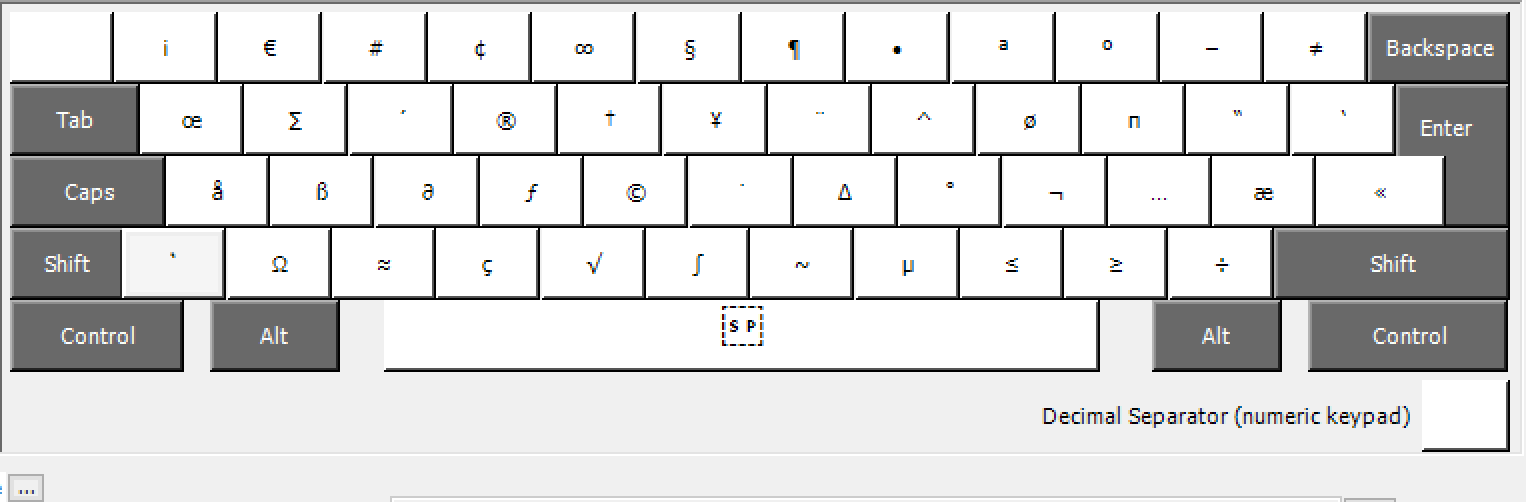 ¡ € # ¢ ∞ § ¶ • ª º – ≠ Backspace
Tab œ Σ ´ ® † ¥ ¨ ^ ø п “ ‘ Enter
Caps å ß ∂ ƒ © ˙ Δ ° ¬ … æ «
Shift ` Ω ≈ ç √ ∫ ~ µ ≤ ≥ ÷ Shift
Control Alt SP Alt Control
Decimal Separator (numeric keypad)
...